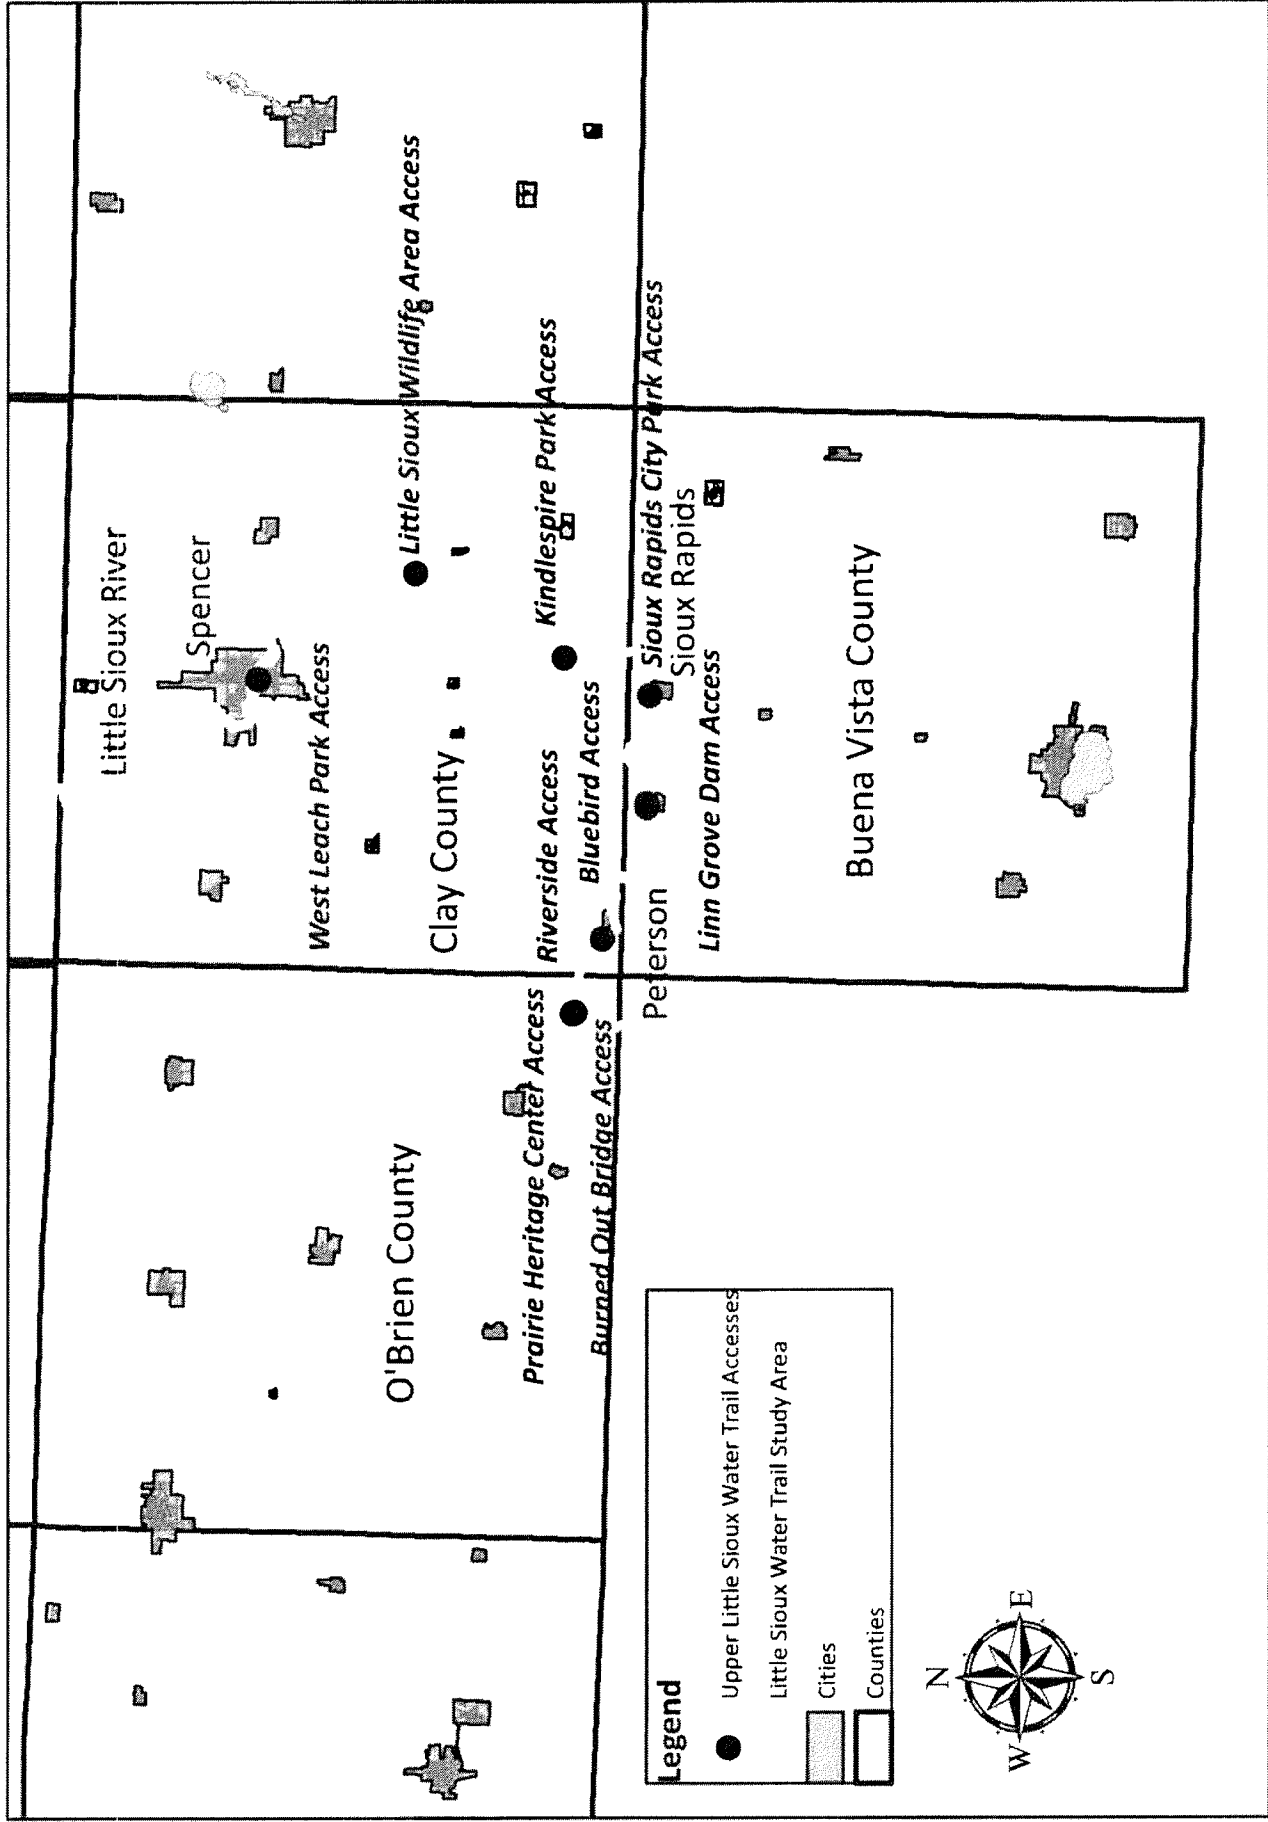 Little Sioux River
Spencer
West Leach Park Access
Little Sioux Wildlife Area Access
Clay County
O'Brien County
Kindlespire Park Access
Riverside Access
Bluebird Access
Prairie Heritage Center Access
Burned Out Bridge Access
Peterson
Sioux Rapids City Park Access
Sioux Rapids
Linn Grove Dam Access
Buena Vista County
Legend
Upper Little Sioux Water Trail Accesses
Little Sioux Water Trail Study Area
Cities
Counties
N
W
E
S